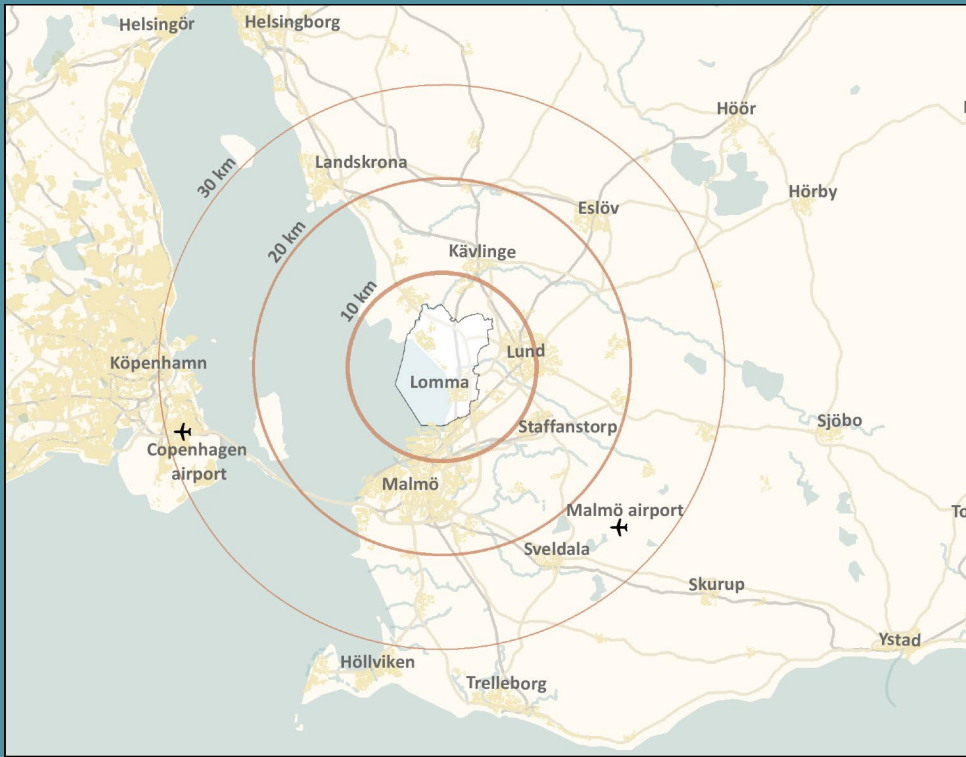 Helsingör
Helsingborg
Höör
Landskrona
30 km
Hörby
Eslöv
20 km
Kävlinge
10 km
Lund
Köpenhamn
Lomma
Sjöbo
Staffanstorp
Copenhagen
airport
Malmö
Malmö airport
To
Sveldala
Skurup
Ystad
Höllviken
Trelleborg